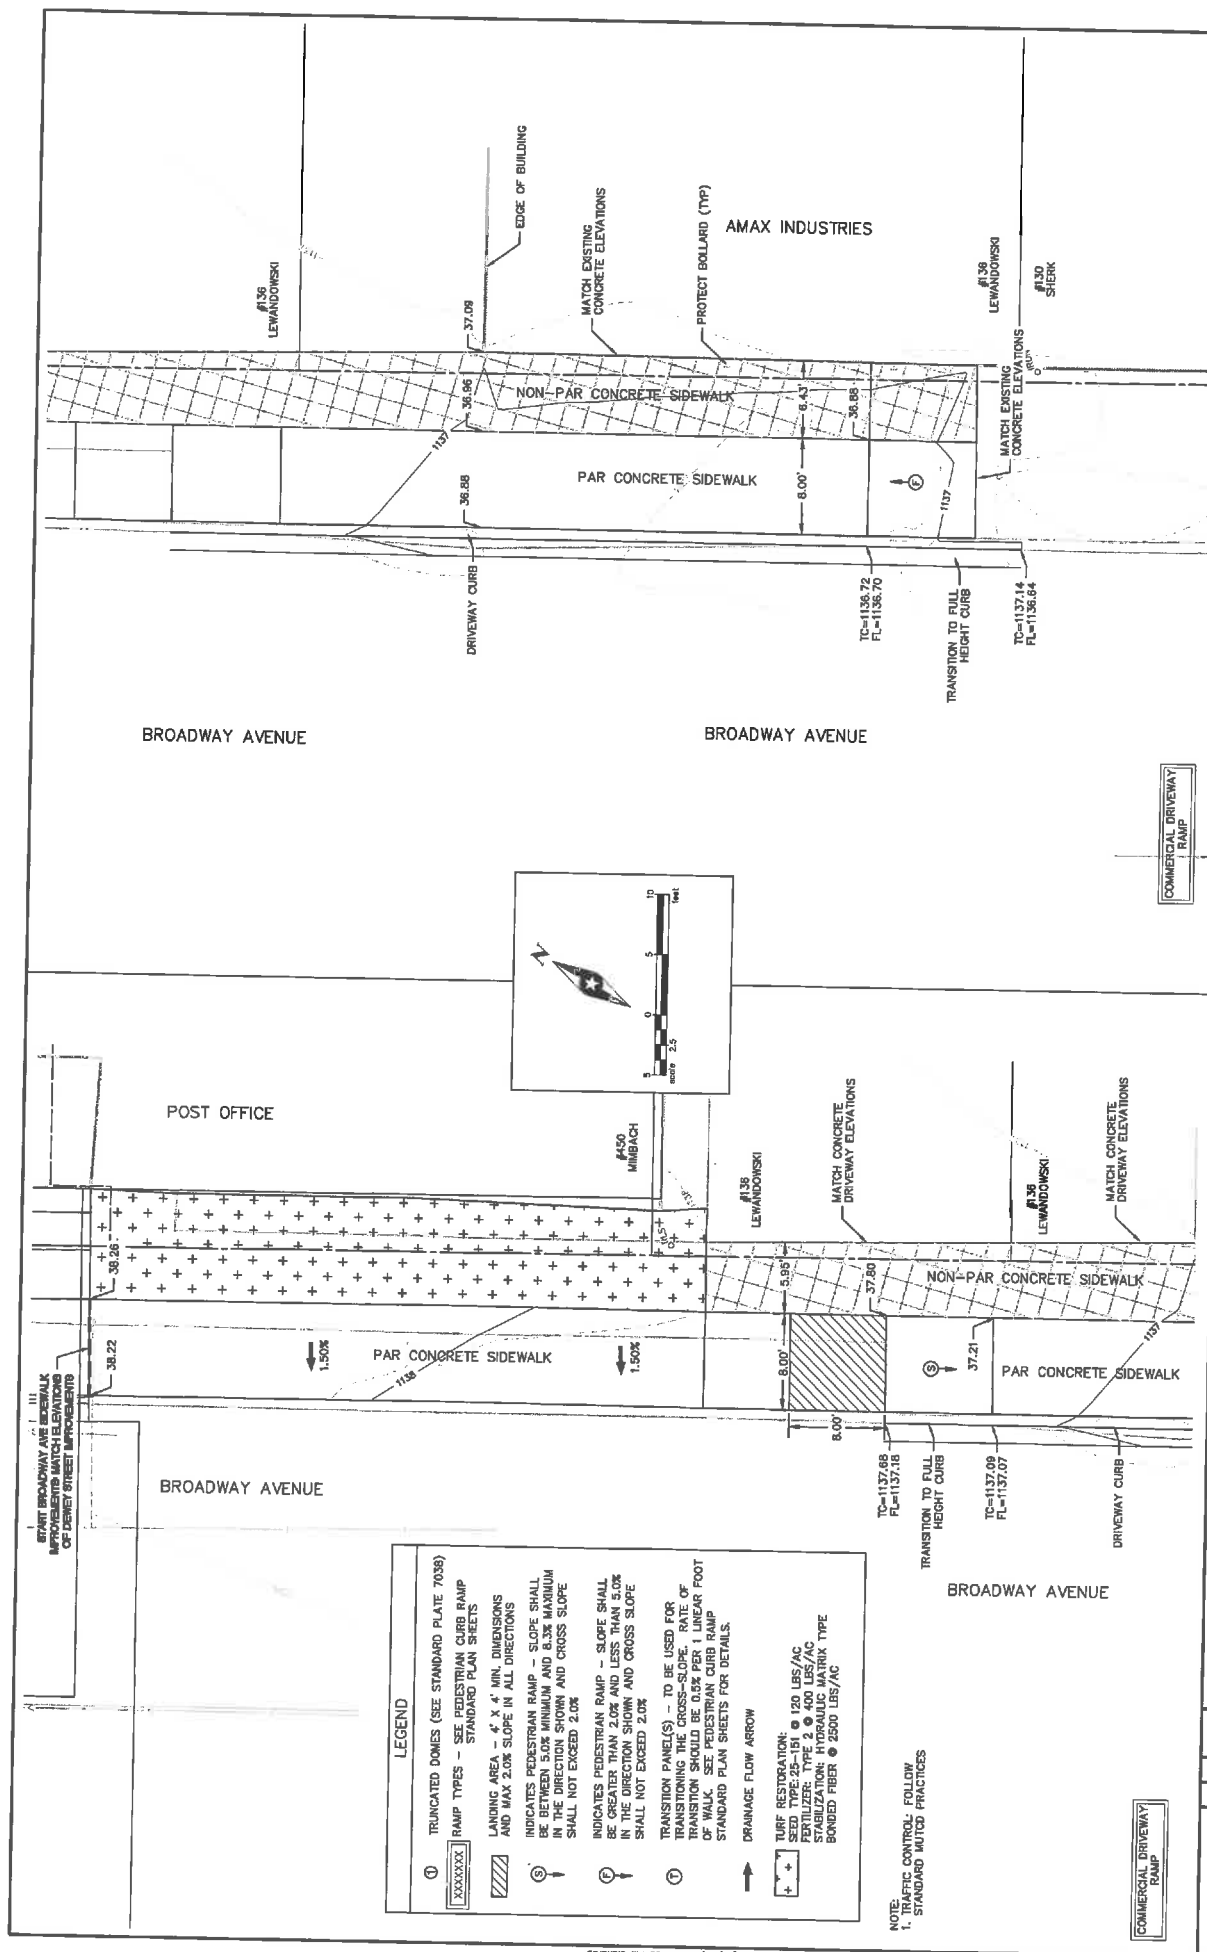 START BROADWAY AVE SIDEWALK
IMPROVEMENTS MATCH ELEVATIONS
OF DEWEY STREET IMPROVEMENTS
38.22
38.26
POST OFFICE
1.50%
PAR CONCRETE SIDEWALK
1138
1.50%
BROADWAY AVENUE
#450
MIMBACH
#136
LEWANDOWSKI
MATCH CONCRETE
DRIVEWAY ELEVATIONS
8.00'
5.95'
8.00'
37.80
TC=1137.68
FL=1137.18
TRANSITION TO FULL
HEIGHT CURB
S
37.21
TC=1137.09
FL=1137.07
NON-PAR CONCRETE SIDEWALK
PAR CONCRETE SIDEWALK
#136
LEWANDOWSKI
MATCH CONCRETE
DRIVEWAY ELEVATIONS
1137
DRIVEWAY CURB
BROADWAY AVENUE
N
5
2.5
0
5
10
scale
feet
LEGEND
T TRUNCATED DOMES (SEE STANDARD PLATE 7038)
XXXXXXX RAMP TYPES - SEE PEDESTRIAN CURB RAMP
STANDARD PLAN SHEETS
LANDING AREA - 4' X 4' MIN. DIMENSIONS
AND MAX 2.0% SLOPE IN ALL DIRECTIONS
S INDICATES PEDESTRIAN RAMP - SLOPE SHALL
BE BETWEEN 5.0% MINIMUM AND 8.3% MAXIMUM
IN THE DIRECTION SHOWN AND CROSS SLOPE
SHALL NOT EXCEED 2.0%
F INDICATES PEDESTRIAN RAMP - SLOPE SHALL
BE GREATER THAN 2.0% AND LESS THAN 5.0%
IN THE DIRECTION SHOWN AND CROSS SLOPE
SHALL NOT EXCEED 2.0%
T TRANSITION PANEL(S) - TO BE USED FOR
TRANSITIONING THE CROSS-SLOPE. RATE OF
TRANSITION SHOULD BE 0.5% PER 1 LINEAR FOOT
OF WALK. SEE PEDESTRIAN CURB RAMP
STANDARD PLAN SHEETS FOR DETAILS.
DRAINAGE FLOW ARROW
TURF RESTORATION:
SEED TYPE: 25-151 @ 120 LBS/AC
FERTILIZER: TYPE 2 @ 400 LBS/AC
STABILIZATION: HYDRAULIC MATRIX TYPE
BONDED FIBER @ 2500 LBS/AC
NOTE:
1. TRAFFIC CONTROL: FOLLOW
STANDARD MUTCD PRACTICES
COMMERCIAL DRIVEWAY
RAMP
#136
LEWANDOWSKI
EDGE OF BUILDING
37.09
36.96
1137
36.88
DRIVEWAY CURB
MATCH EXISTING
CONCRETE ELEVATIONS
NON-PAR CONCRETE SIDEWALK
PAR CONCRETE SIDEWALK
PROTECT BOLLARD (TYP)
AMAX INDUSTRIES
6.43'
8.00'
36.88
F
1137
TC=1136.72
FL=1136.70
TRANSITION TO FULL
HEIGHT CURB
TC=1137.14
FL=1136.64
#136
LEWANDOWSKI
#130
SHERK
MATCH EXISTING
CONCRETE ELEVATIONS
BROADWAY AVENUE
BROADWAY AVENUE
COMMERCIAL DRIVEWAY
RAMP